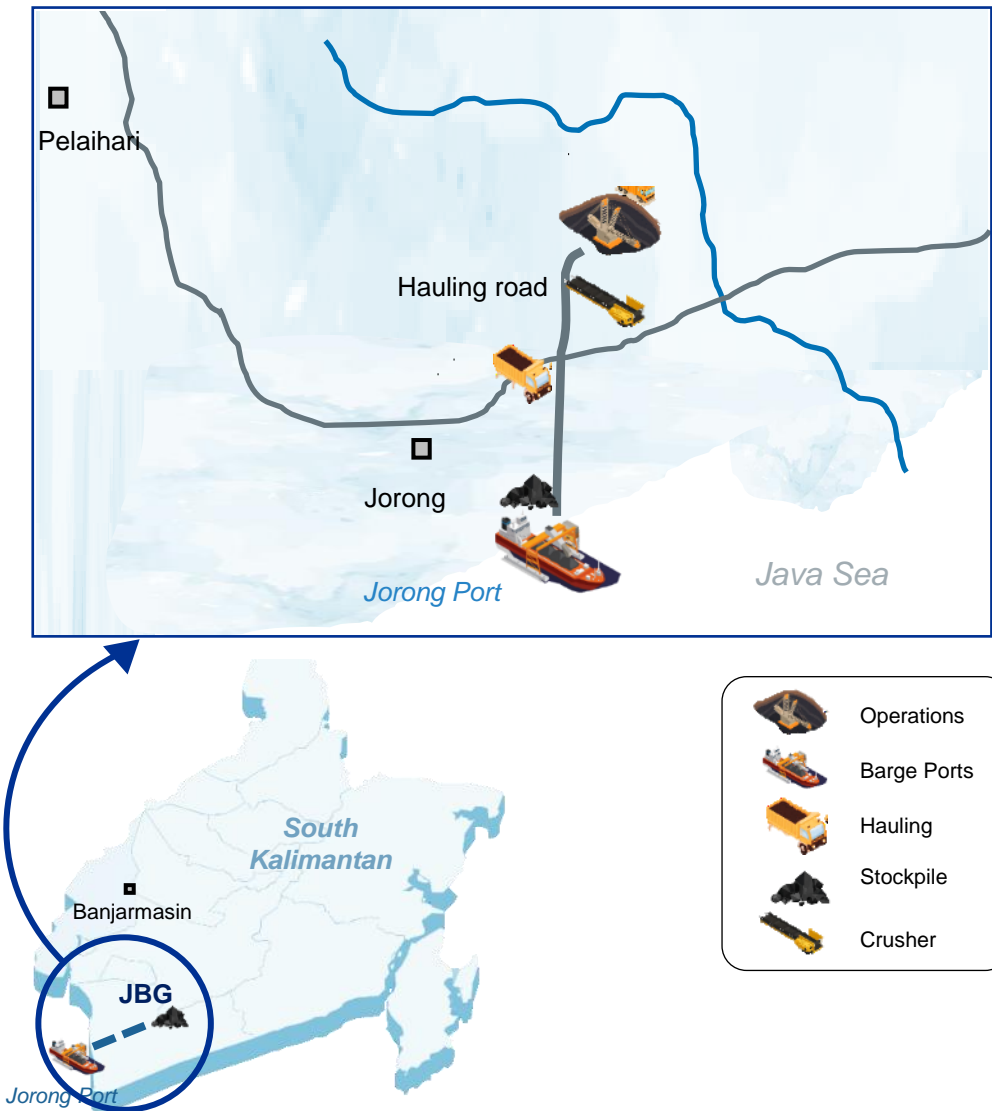 Pelaihari
Hauling road
Jorong
Jorong Port
Java Sea
South
Kalimantan
Banjarmasin
JBG
Jorong Port
Operations
Barge Ports
Hauling
Stockpile
Crusher